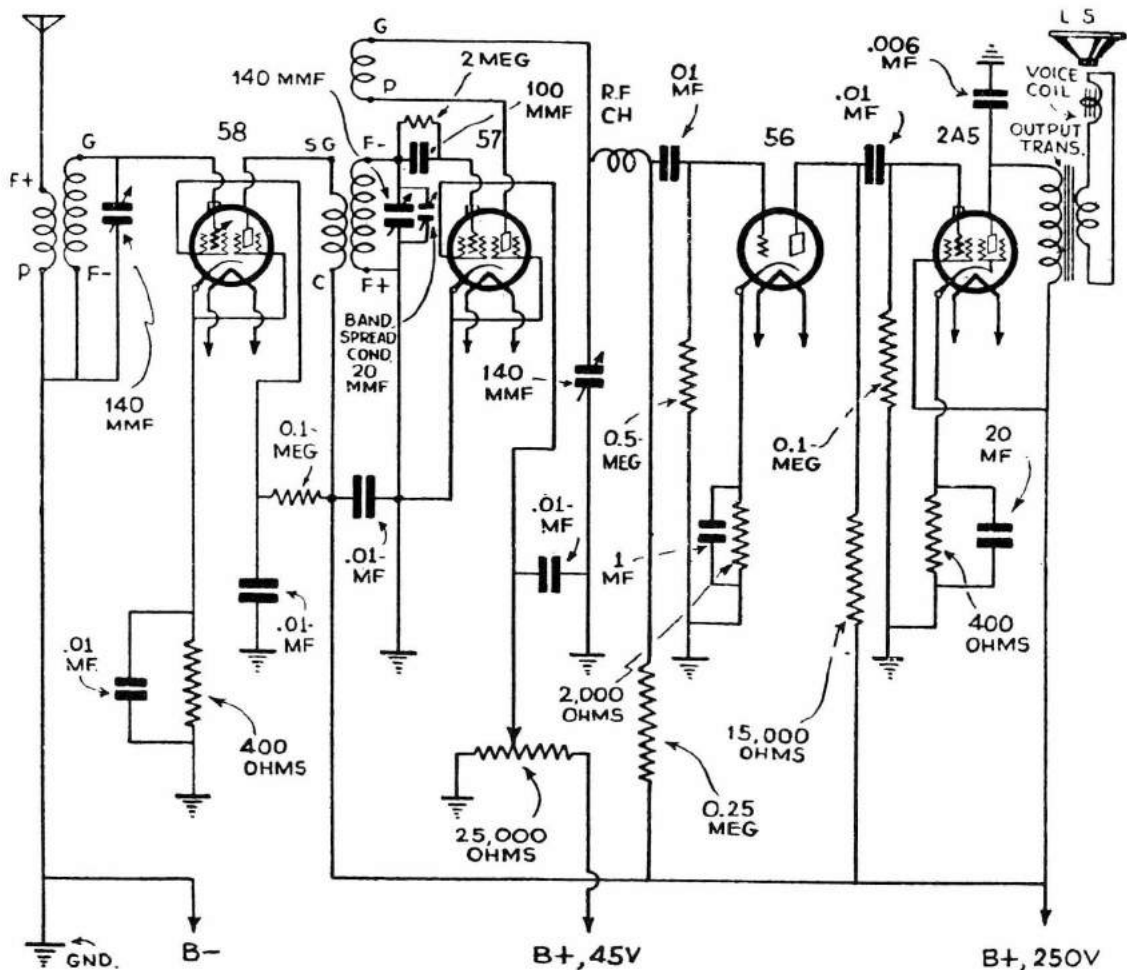 L S
G
.006
MF
2 MEG
140 MMF
100
MMF
P
R.F
CH
.01
MF
.01
MF
VOICE
COIL
OUTPUT
TRANS.
58
57
56
2A5
G
S G
F-
F+
P
F-
C
F+
BAND
SPREAD
COND.
20
MMF
140
MMF
140
MMF
0.1-
MEG
0.5-
MEG
0.1-
MEG
20
MF
.01-
MF
.01-
MF
1
MF
.01-
MF
400
OHMS
.01
MF.
2,000
OHMS
400
OHMS
15,000
OHMS
25,000
OHMS
0.25
MEG
GND.
B-
B+, 45V
B+, 250V